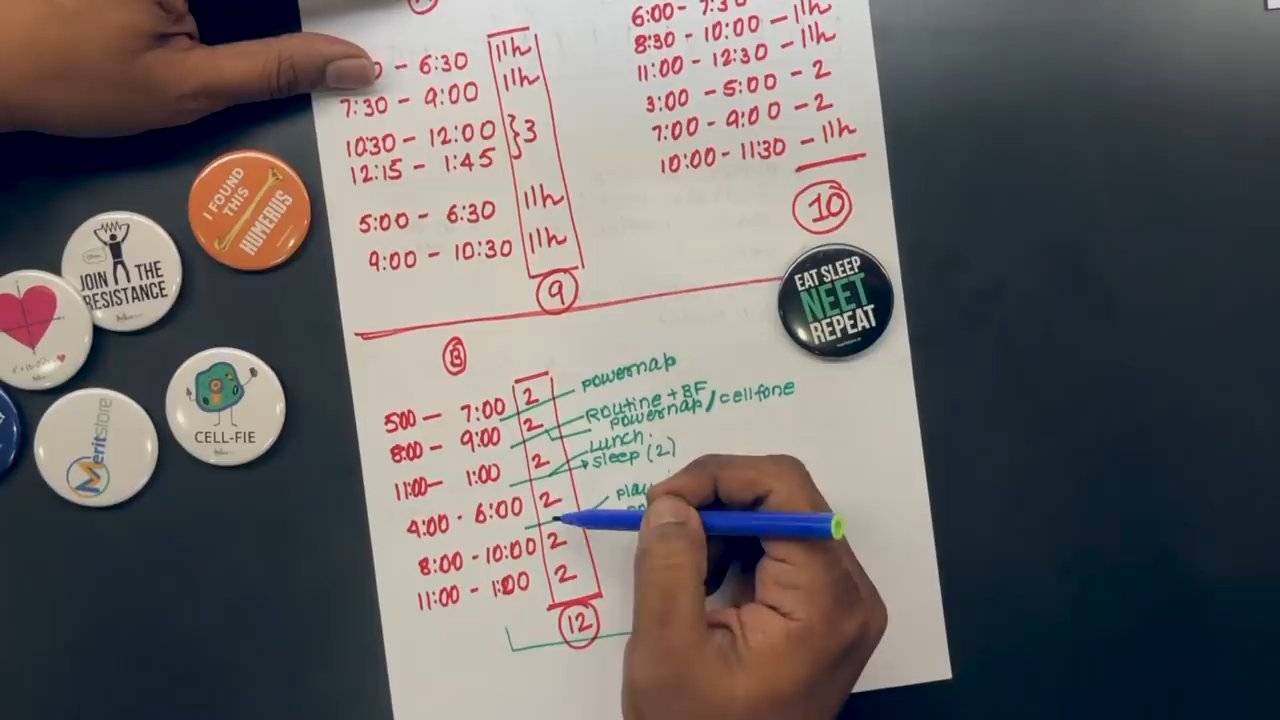 - 6:30 1½h
7:30 - 9:00 1½h
10:30 - 12:00 } 3
12:15 - 1:45
5:00 - 6:30 1½h
9:00 - 10:30 1½h
9
6:00 - 7:30 - 1½h
8:30 - 10:00 - 1½h
11:00 - 12:30 - 1½h
3:00 - 5:00 - 2
7:00 - 9:00 - 2
10:00 - 11:30 - 1½h
10
B
500 - 7:00 2 powernap
8:00 - 9:00 2 Routine + BF
powernap/cellfone
11:00 - 1:00 2 Lunch
sleep (2)
4:00 - 6:00 2
8:00 - 10:00 2
11:00 - 1:00 2
12
I FOUND
THIS
HUMERUS
JOIN THE
RESISTANCE
CELL-FIE
Meritstore
EAT SLEEP
NEET
REPEAT